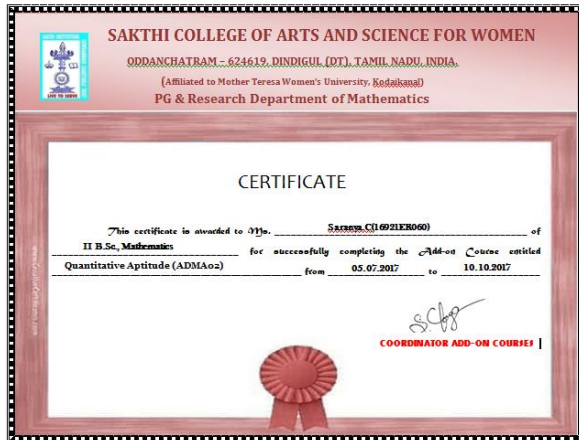 SAKTHI COLLEGE OF ARTS AND SCIENCE FOR WOMEN
ODDANCHATRAM – 624619, DINDIGUL (DT), TAMIL NADU, INDIA.
(Affiliated to Mother Teresa Women's University, Kodaikanal)
PG & Research Department of Mathematics
LIVE TO SERVE
CERTIFICATE
This certificate is awarded to Ms. Saranya.C(16921ER060) of
II B.Sc., Mathematics for successfully completing the Add-on Course entitled
Quantitative Aptitude (ADMA02) from 05.07.2017 to 10.10.2017
COORDINATOR ADD-ON COURSES